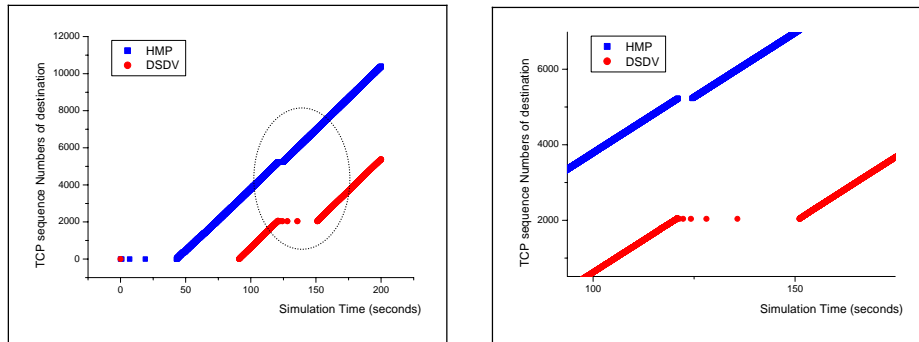 12000
10000
8000
6000
4000
2000
0
TCP sequence Numbers of destination
HMP
DSDV
0
50
100
150
200
Simulation Time (seconds)
6000
4000
2000
TCP sequence Numbers of destination
HMP
DSDV
100
150
Simulation Time (seconds)